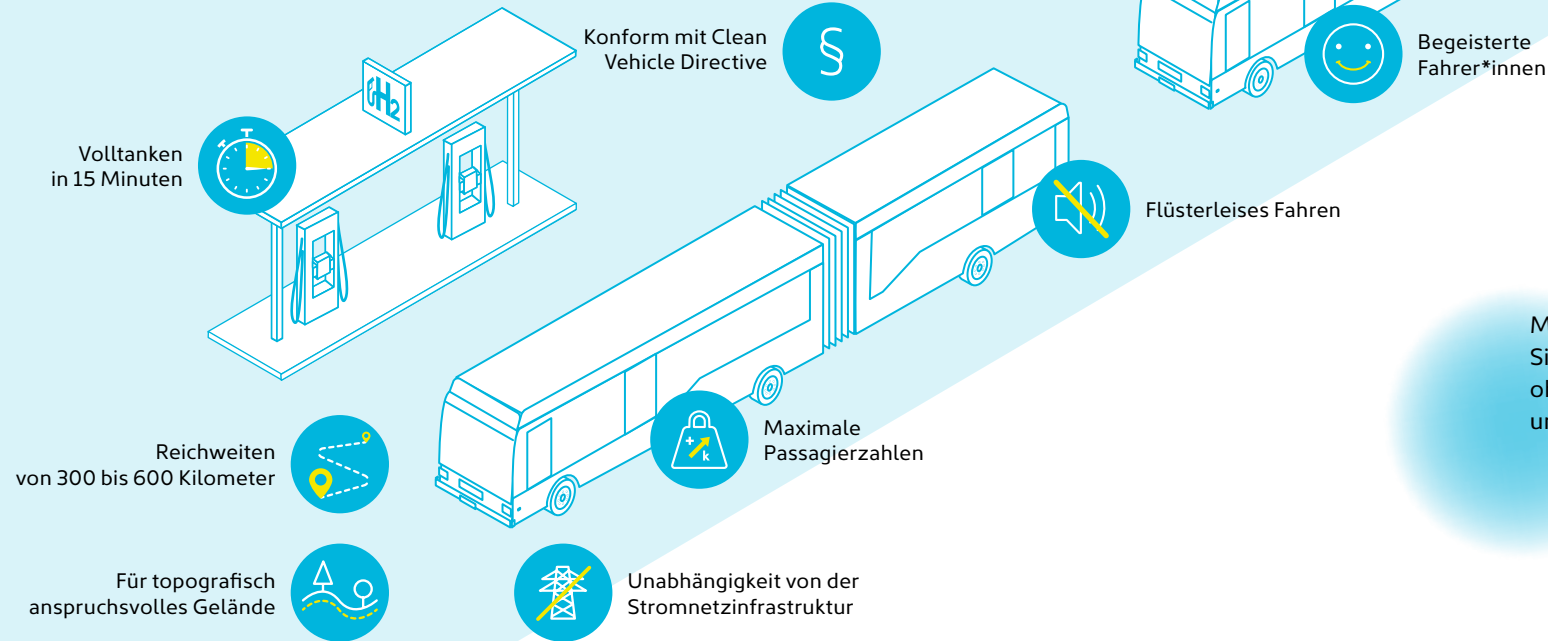 Konform mit Clean
Vehicle Directive
§
Begeisterte
Fahrer*innen
H2
Volltanken
in 15 Minuten
Flüsterleises Fahren
Reichweiten
von 300 bis 600 Kilometer
+
k
Maximale
Passagierzahlen
Für topografisch
anspruchsvolles Gelände
Unabhängigkeit von der
Stromnetzinfrastruktur